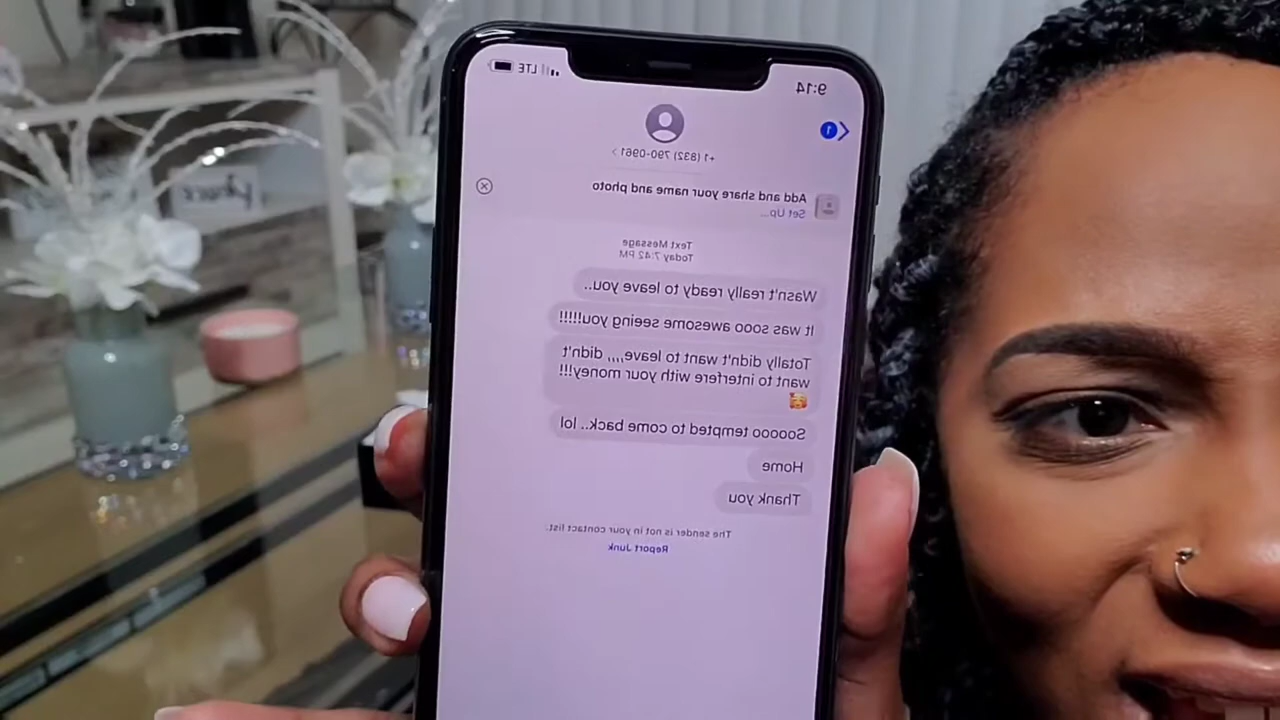 9:14
LTE
1
+1 (832) 790-0961 >
Add and share your name and photo
Set Up...
Text Message
Today 7:42 PM
Wasn't really ready to leave you..
It was sooo awesome seeing you!!!!!
Totally didn't want to leave,,,, didn't
want to interfere with your money!!!
🥰
Sooooo tempted to come back.. lol
Home
Thank you
The sender is not in your contact list.
Report Junk